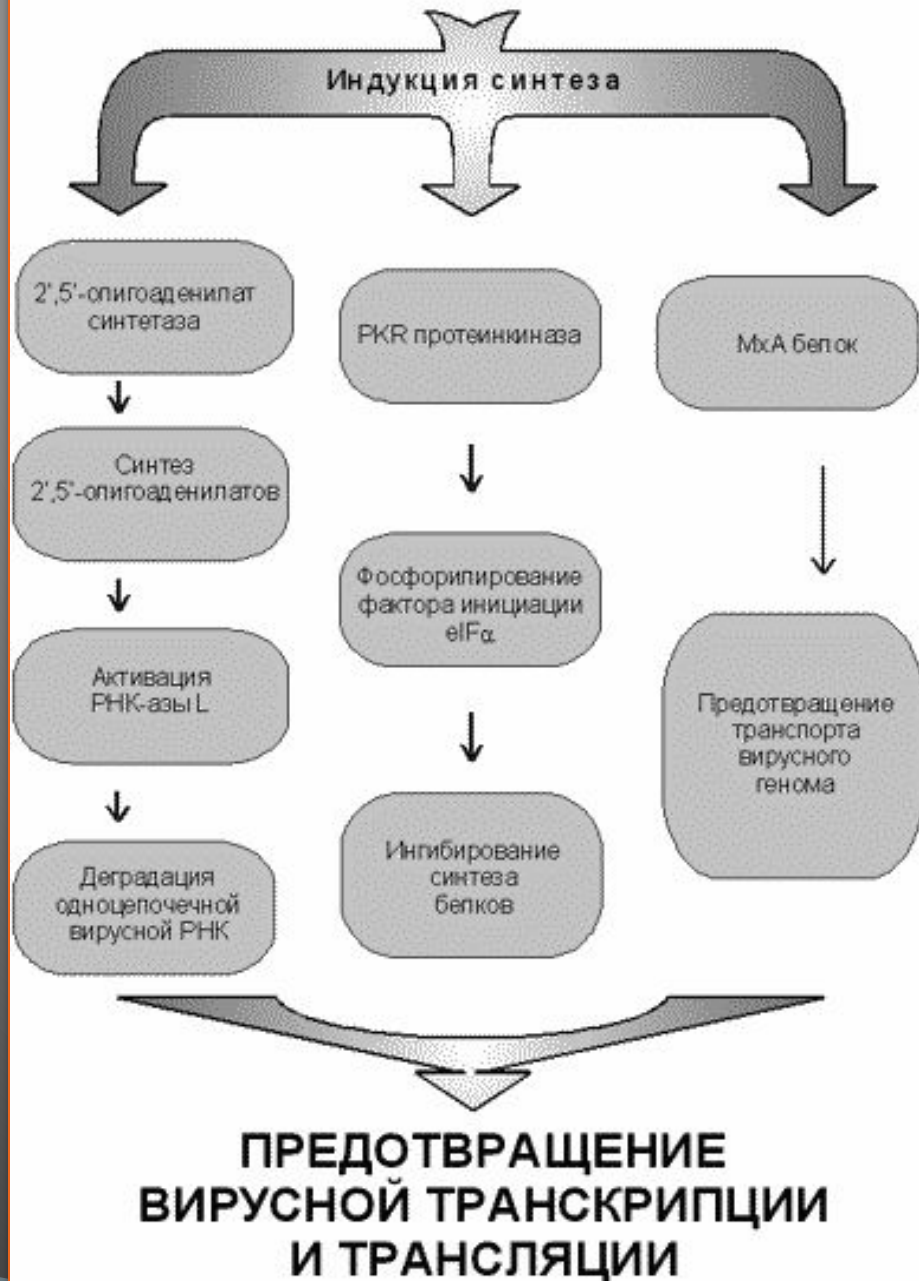 Индукция синтеза
2',5'-олигоаденилат
синтетаза
Синтез
2',5'-олигоаденилатов
Активация
РНК-азы L
Деградация
одноцепочечной
вирусной РНК
PKR протеинкиназа
Фосфорилирование
фактора инициации
eIFα
Ингибирование
синтеза
белков
MxA белок
Предотвращение
транспорта
вирусного
генома
ПРЕДОТВРАЩЕНИЕ
ВИРУСНОЙ ТРАНСКРИПЦИИ
И ТРАНСЛЯЦИИ